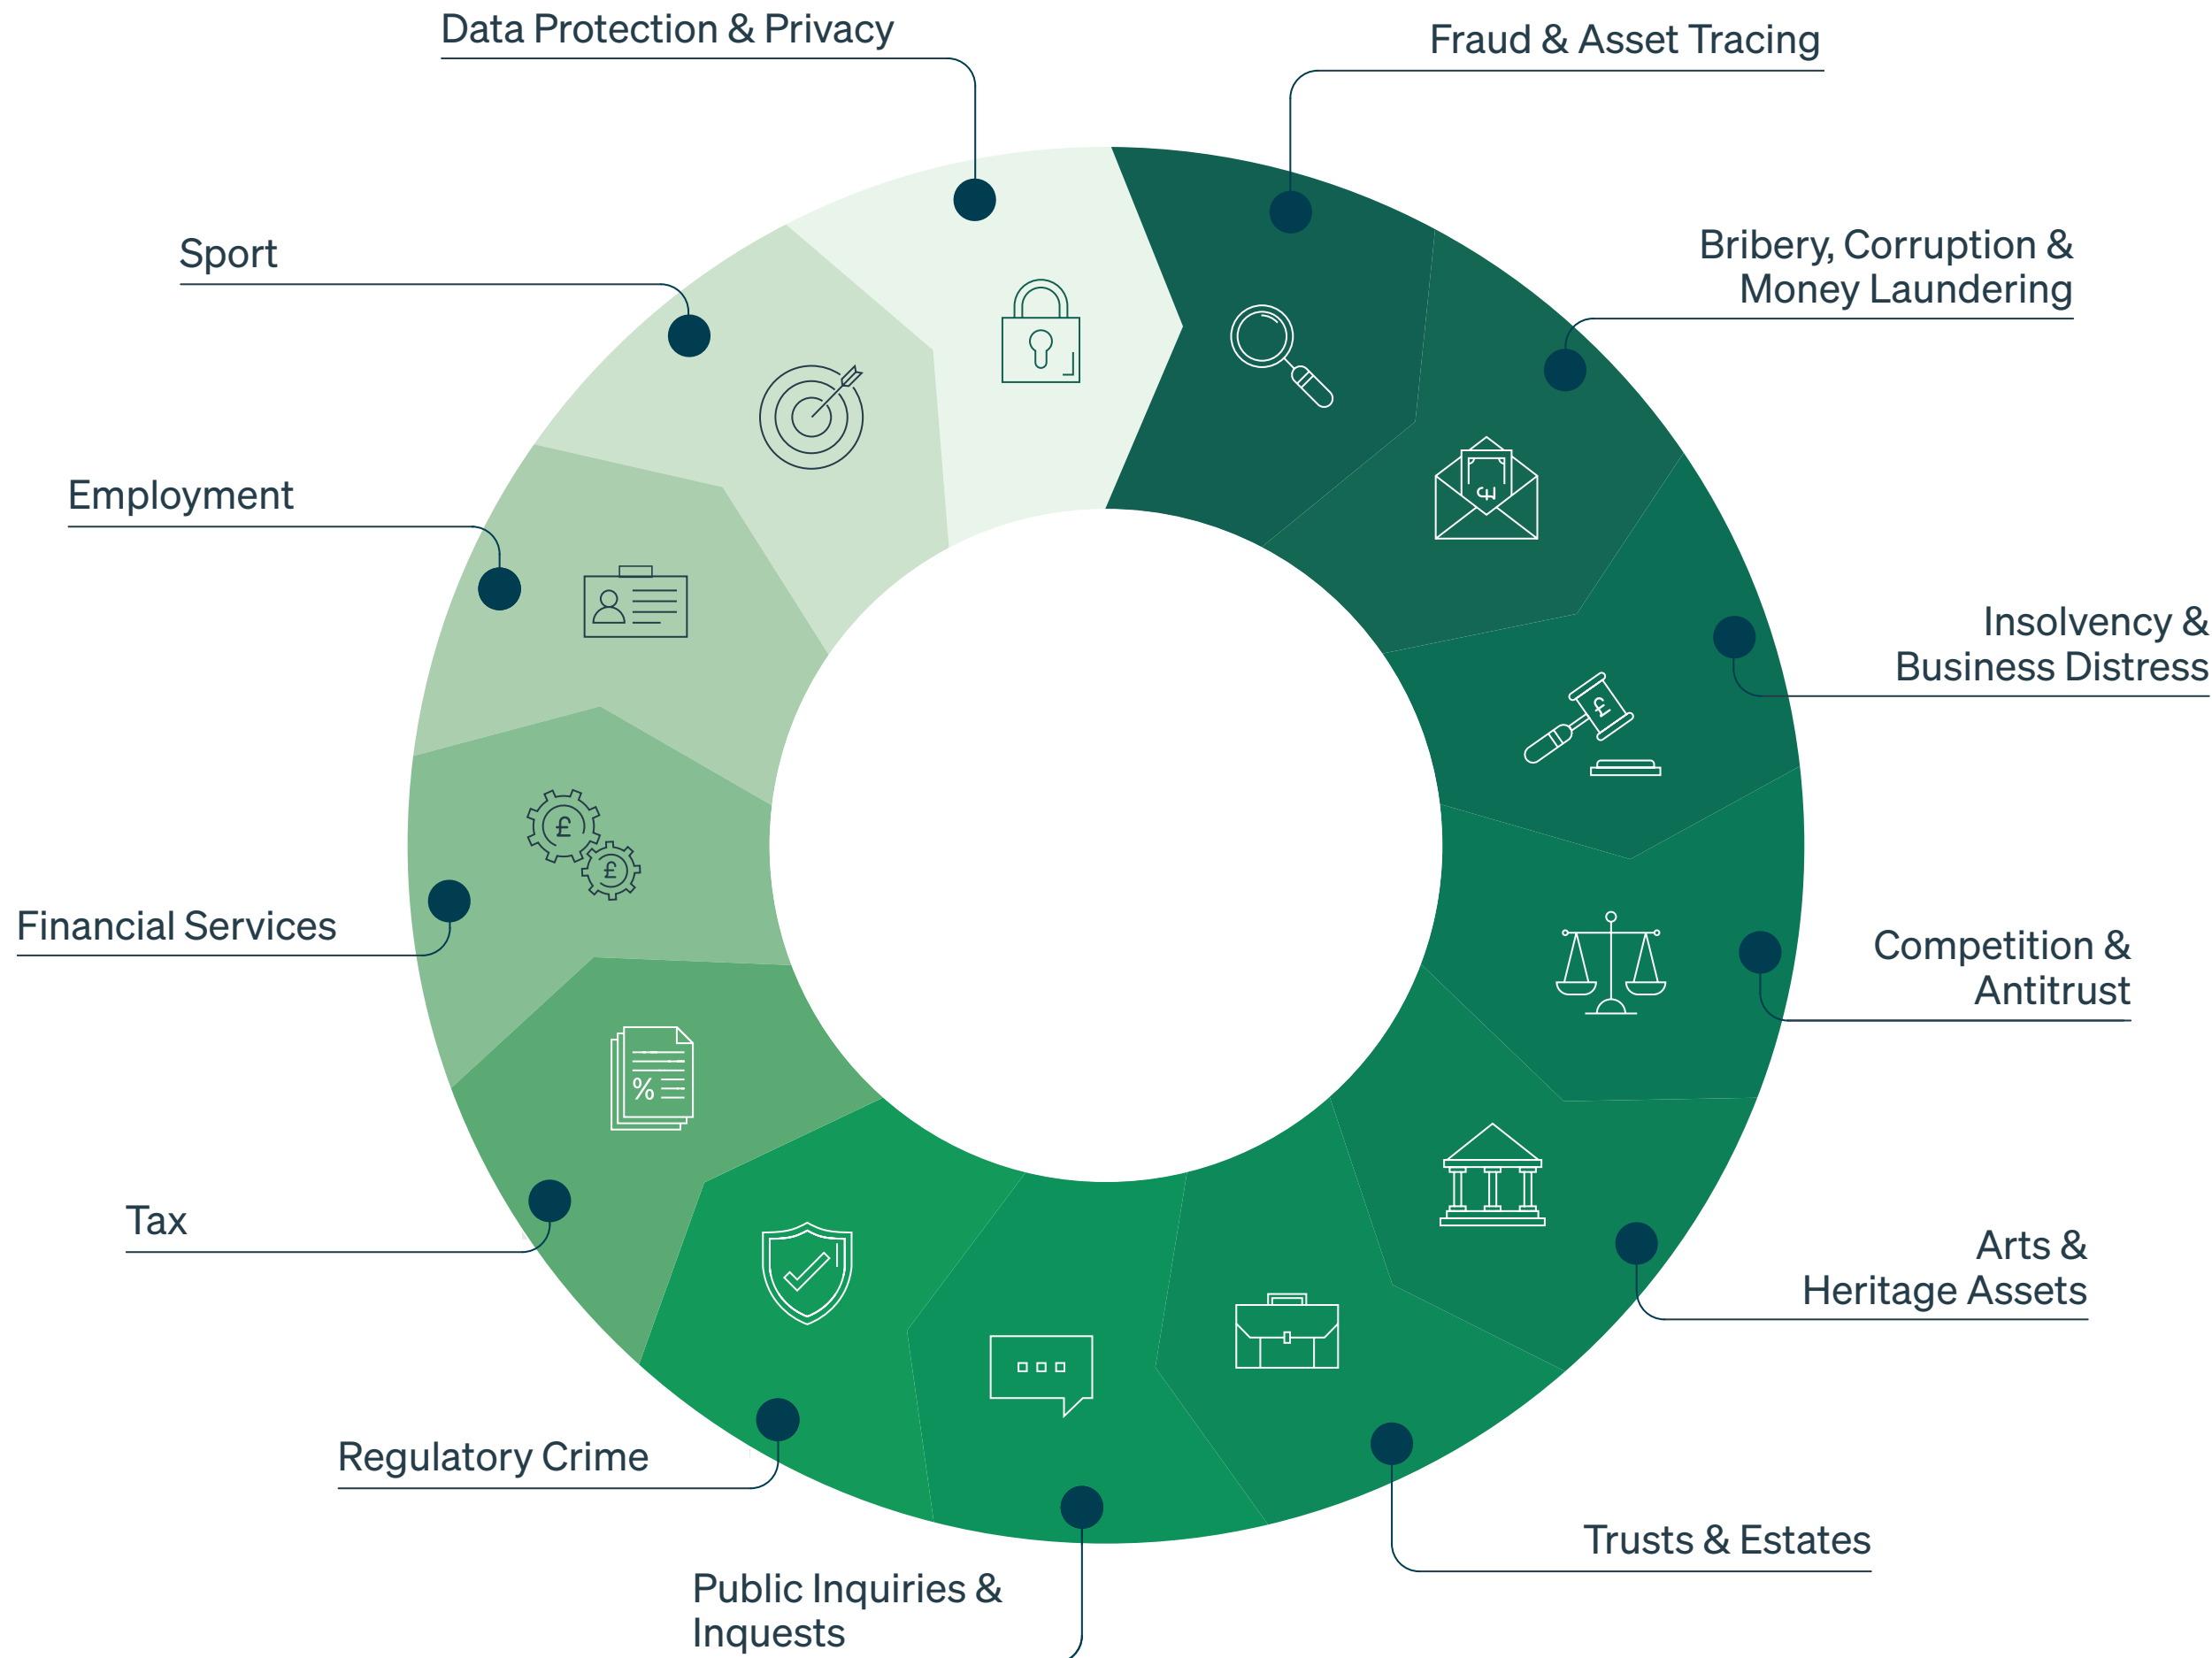 Data Protection & Privacy
Fraud & Asset Tracing
Bribery, Corruption &
Money Laundering
Sport
Employment
Insolvency &
Business Distress
£
£
£
£
Financial Services
Competition &
Antitrust
%
Tax
Arts &
Heritage Assets
Regulatory Crime
Trusts & Estates
Public Inquiries &
Inquests